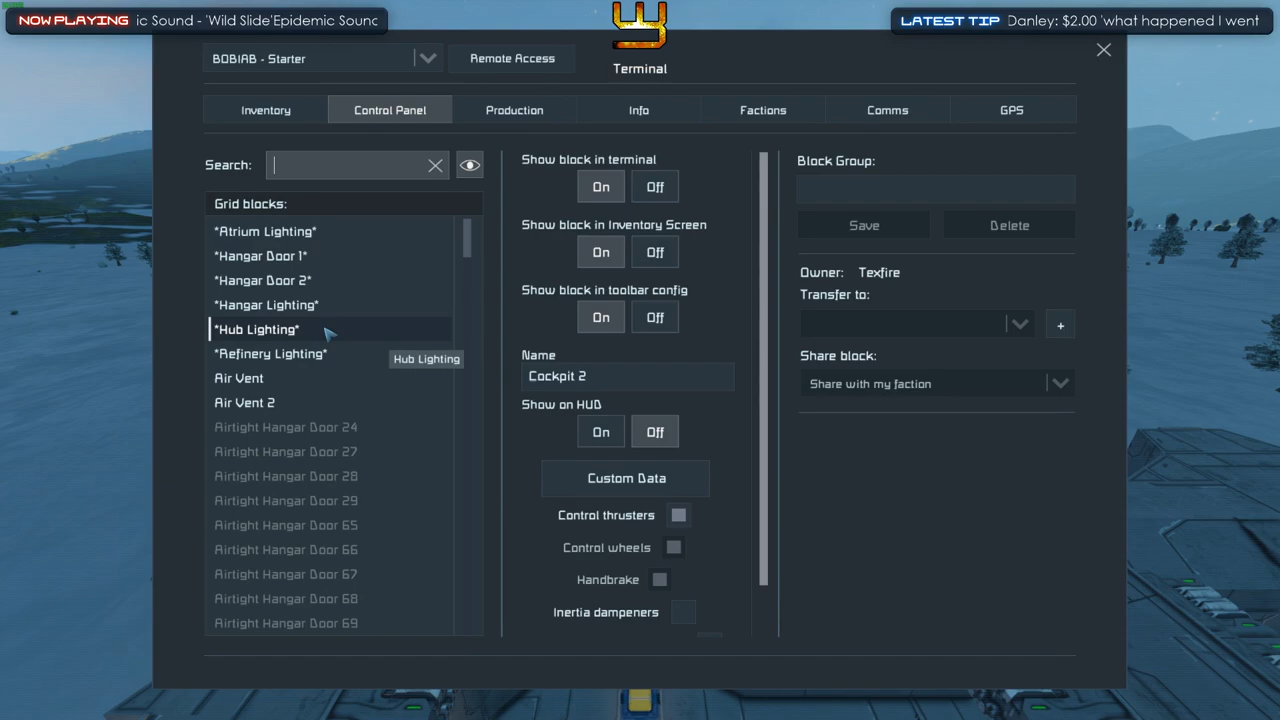 NOW PLAYING ic Sound - 'Wild Slide'Epidemic Sound
LATEST TIP Danley: $2.00 'what happened I went
BOBIAB - Starter
Remote Access
Terminal
Inventory
Control Panel
Production
Info
Factions
Comms
GPS
Search:
Grid blocks:
*Atrium Lighting*
*Hangar Door 1*
*Hangar Door 2*
*Hangar Lighting*
*Hub Lighting*
*Refinery Lighting*
Hub Lighting
Air Vent
Air Vent 2
Airtight Hangar Door 24
Airtight Hangar Door 27
Airtight Hangar Door 28
Airtight Hangar Door 29
Airtight Hangar Door 65
Airtight Hangar Door 66
Airtight Hangar Door 67
Airtight Hangar Door 68
Airtight Hangar Door 69
Show block in terminal
On Off
Show block in Inventory Screen
On Off
Show block in toolbar config
On Off
Name
Cockpit 2
Show on HUD
On Off
Custom Data
Control thrusters
Control wheels
Handbrake
Inertia dampeners
Block Group:
Save
Delete
Owner: Texfire
Transfer to:
+
Share block:
Share with my faction